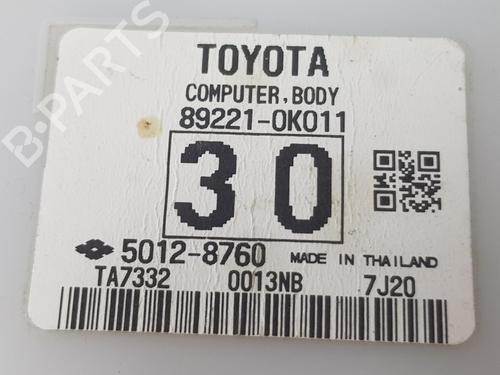 B-PARTS
TOYOTA
COMPUTER, BODY
89221-0K011
30
5012-8760 MADE IN THAILAND
TA7332 0013NB 7J20